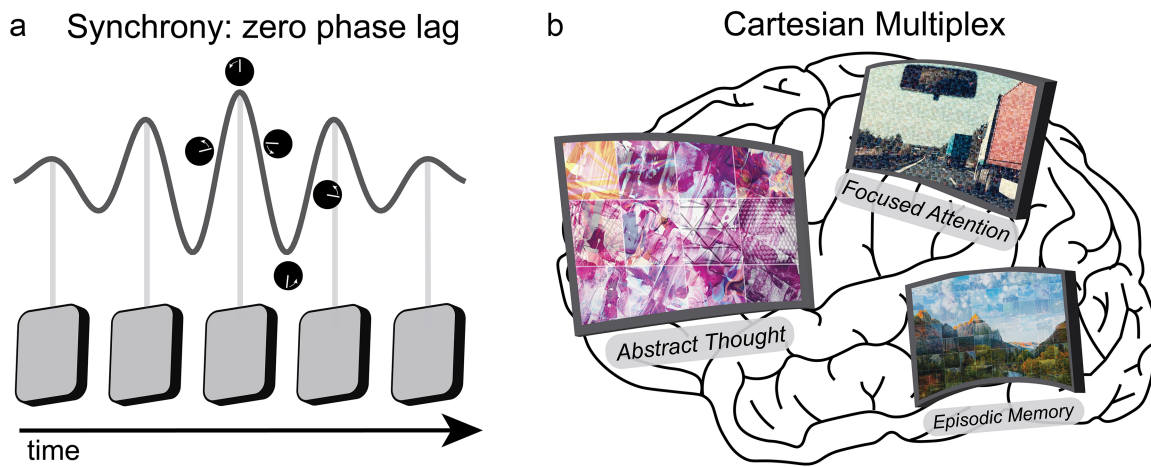 a
Synchrony: zero phase lag
time
b
Cartesian Multiplex
Focused Attention
Abstract Thought
Episodic Memory